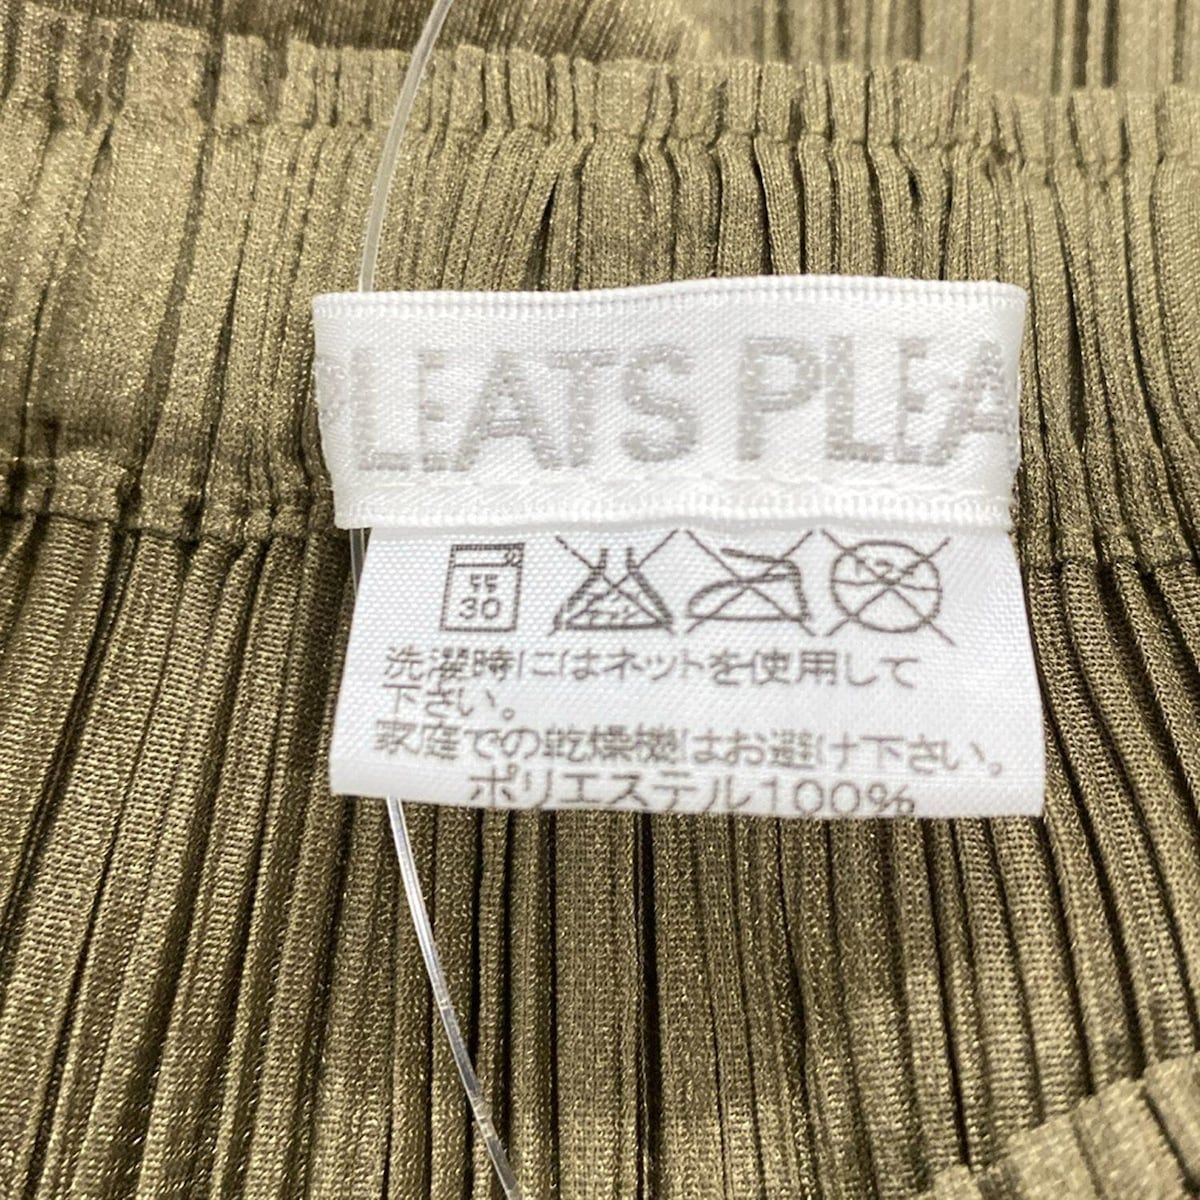 PLEATS PLEA
弱
30
洗濯時にはネットを使用して
下さい。
家庭での乾燥機はお避け下さい。
ポリエステル100%